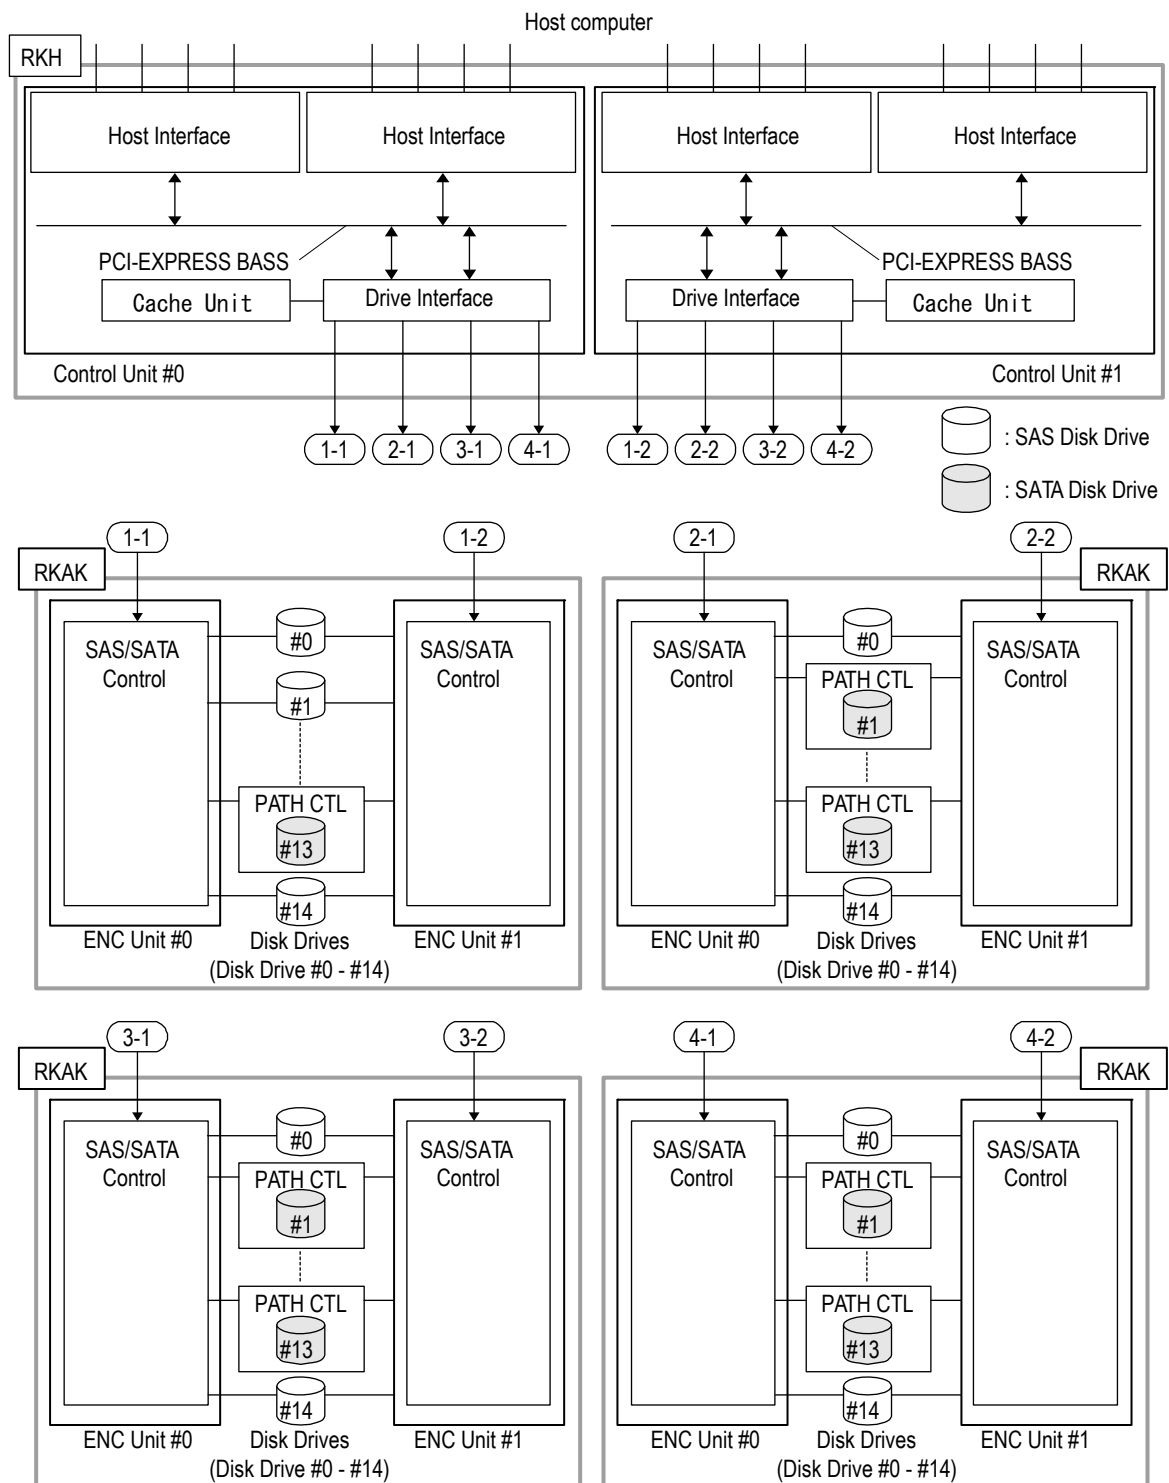 Host computer
RKH
Host Interface
Host Interface
Host Interface
Host Interface
PCI-EXPRESS BASS
PCI-EXPRESS BASS
Cache Unit
Drive Interface
Drive Interface
Cache Unit
Control Unit #0
Control Unit #1
1-1
2-1
3-1
4-1
1-2
2-2
3-2
4-2
: SAS Disk Drive
: SATA Disk Drive
1-1
1-2
RKAK
SAS/SATA
Control
#0
#1
PATH CTL
#13
#14
SAS/SATA
Control
ENC Unit #0
Disk Drives
(Disk Drive #0 - #14)
ENC Unit #1
2-1
2-2
RKAK
SAS/SATA
Control
#0
PATH CTL
#1
PATH CTL
#13
#14
SAS/SATA
Control
ENC Unit #0
Disk Drives
(Disk Drive #0 - #14)
ENC Unit #1
3-1
3-2
RKAK
SAS/SATA
Control
#0
PATH CTL
#1
PATH CTL
#13
#14
SAS/SATA
Control
ENC Unit #0
Disk Drives
(Disk Drive #0 - #14)
ENC Unit #1
4-1
4-2
RKAK
SAS/SATA
Control
#0
PATH CTL
#1
PATH CTL
#13
#14
SAS/SATA
Control
ENC Unit #0
Disk Drives
(Disk Drive #0 - #14)
ENC Unit #1